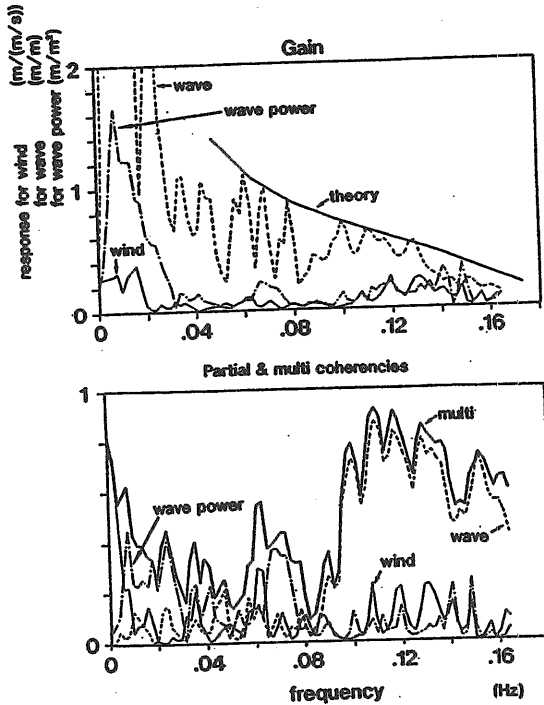 Gain
response for wind (m/(m/s))
for wave (m/m)
for wave power (m/m²)
2
1
0
wave
wave power
theory
wind
0 .04 .08 .12 .16
Partial & multi coherencies
1
0
multi
wave power
wave
wind
0 .04 .08 .12 .16
frequency (Hz)